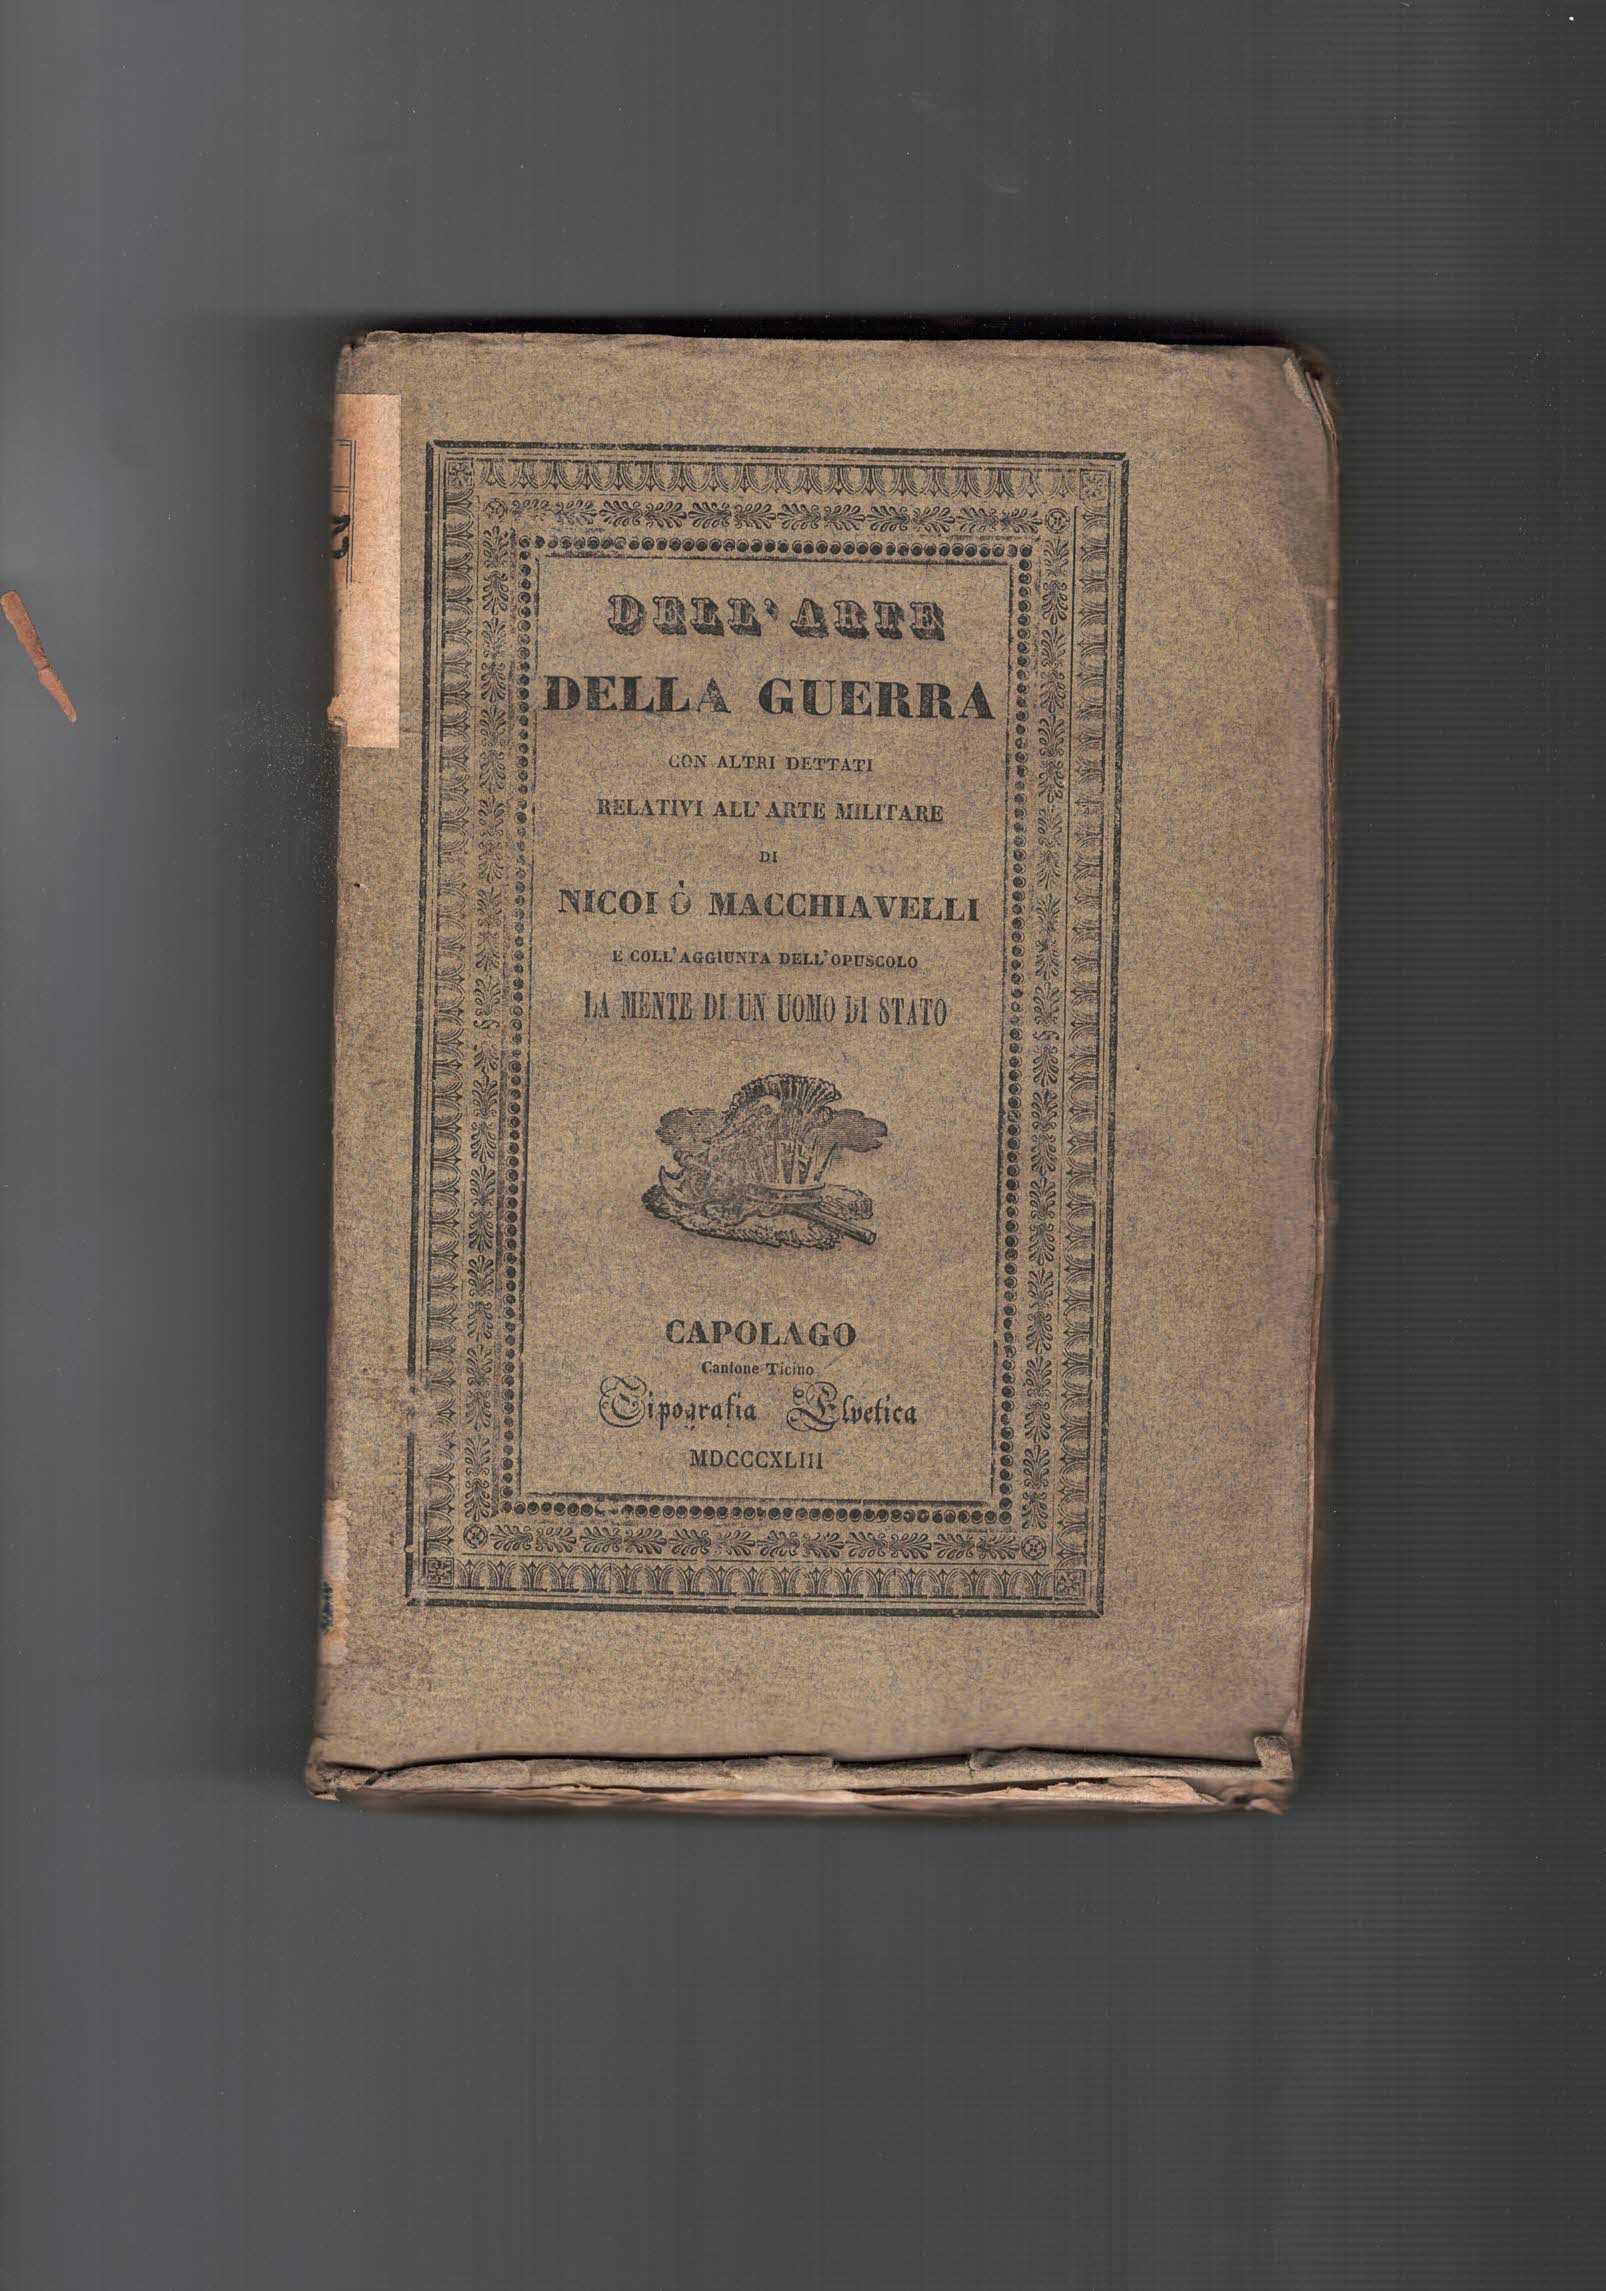 DELL'ARTE
DELLA GUERRA
CON ALTRI DETTATI
RELATIVI ALL'ARTE MILITARE
DI
NICOLÒ MACCHIAVELLI
E COLL'AGGIUNTA DELL'OPUSCOLO
LA MENTE DI UN UOMO DI STATO
CAPOLAGO
Cantone Ticino
Tipografia Elvetica
MDCCCXLIII